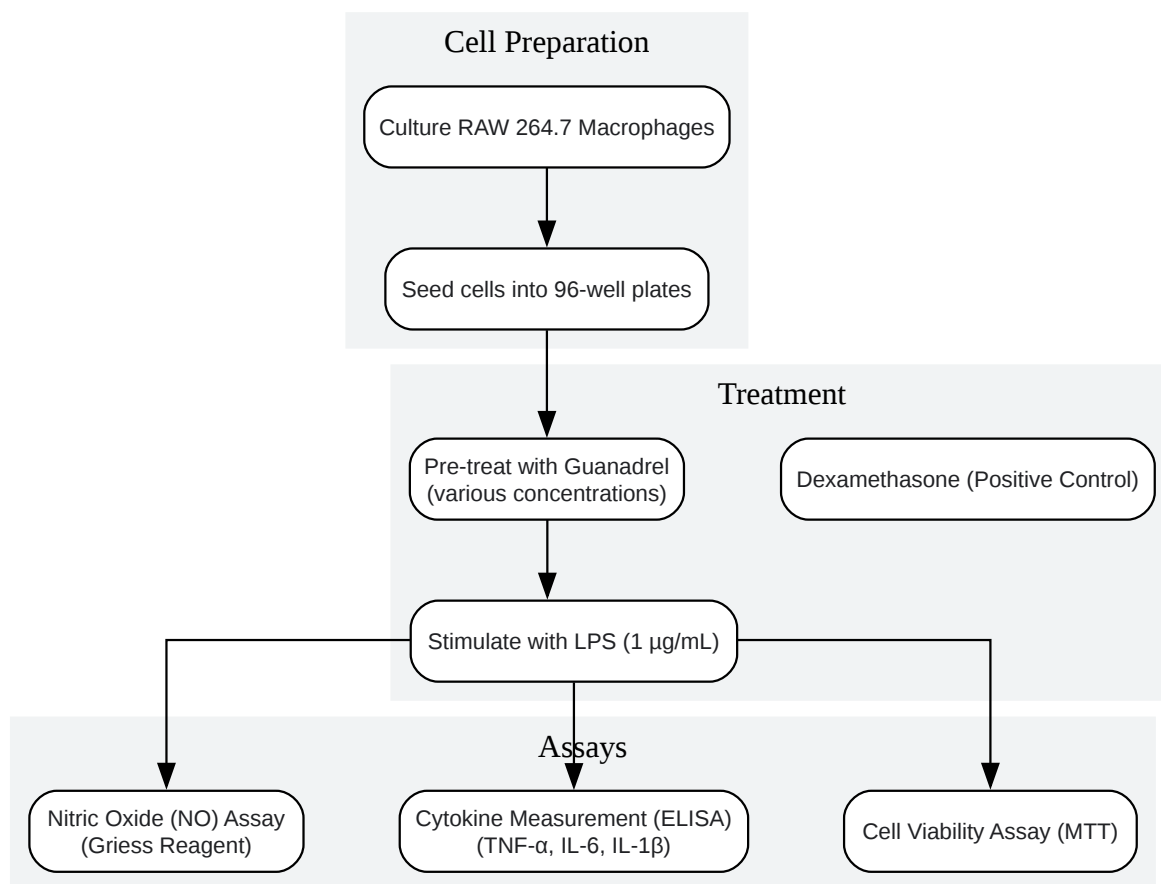 Cell Preparation
Culture RAW 264.7 Macrophages
Seed cells into 96-well plates
Treatment
Pre-treat with Guanadrel
(various concentrations)
Dexamethasone (Positive Control)
Stimulate with LPS (1 µg/mL)
Assays
Nitric Oxide (NO) Assay
(Griess Reagent)
Cytokine Measurement (ELISA)
(TNF-α, IL-6, IL-1β)
Cell Viability Assay (MTT)